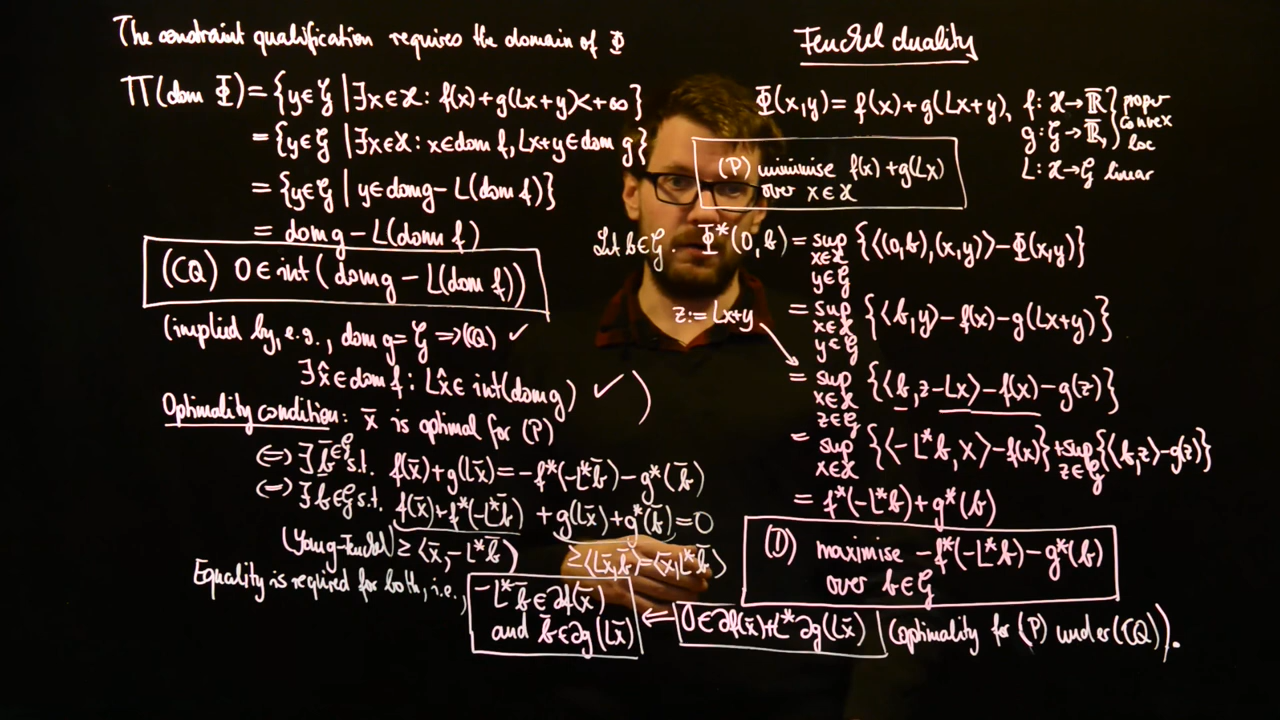 The constraint qualification requires the domain of Φ
Π(dom Φ) = {y∈𝒢 | ∃x∈𝓗: f(x)+g(Lx+y)<+∞}
= {y∈𝒢 | ∃x∈𝓗: x∈dom f, Lx+y∈dom g}
= {y∈𝒢 | y∈dom g - L(dom f)}
= dom g - L(dom f)
(CQ) 0∈int(dom g - L(dom f))
(implied by, e.g., dom g = 𝒢 ⇒(CQ) ✓
∃x̂∈dom f: Lx̂∈ int(dom g) ✓ )
Optimality condition: x̄ is optimal for (P)
⇔ ∃b̄∈𝒢 s.t. f(x̄)+g(Lx̄) = -f*(-L*b̄) - g*(b̄)
⇔ ∃b∈𝒢 s.t. f(x̄)+f*(-L*b̄) + g(Lx̄)+g*(b̄) = 0
(Young-Fenchel) ≥ ⟨x̄, -L*b̄⟩ ≥⟨Lx̄,b̄⟩=⟨x̄,L*b̄⟩
Equality is required for both, i.e.,
-L*b̄∈∂f(x̄)
and b̄∈∂g(Lx̄)
⇐ 0∈∂f(x̄)+L*∂g(Lx̄) (optimality for (P) under (CQ)).
Fenchel duality
Φ(x,y) = f(x)+g(Lx+y), f: 𝓗→ℝ̄ } proper
g: 𝒢→ℝ̄, } convex
lsc
L: 𝓗→𝒢 linear
(P) minimise f(x)+g(Lx)
over x∈𝓗
Let b∈𝒢. Φ*(0,b) = sup {⟨(0,b),(x,y)⟩-Φ(x,y)}
x∈𝓗
y∈𝒢
= sup {⟨b,y⟩-f(x)-g(Lx+y)}
x∈𝓗
y∈𝒢
z:= Lx+y
= sup {⟨b,z-Lx⟩-f(x)-g(z)}
x∈𝓗
z∈𝒢
= sup {⟨-L*b,x⟩-f(x)} + sup {⟨b,z⟩-g(z)}
x∈𝓗 z∈𝒢
= f*(-L*b)+g*(b)
(D) maximise -f*(-L*b)-g*(b)
over b∈𝒢